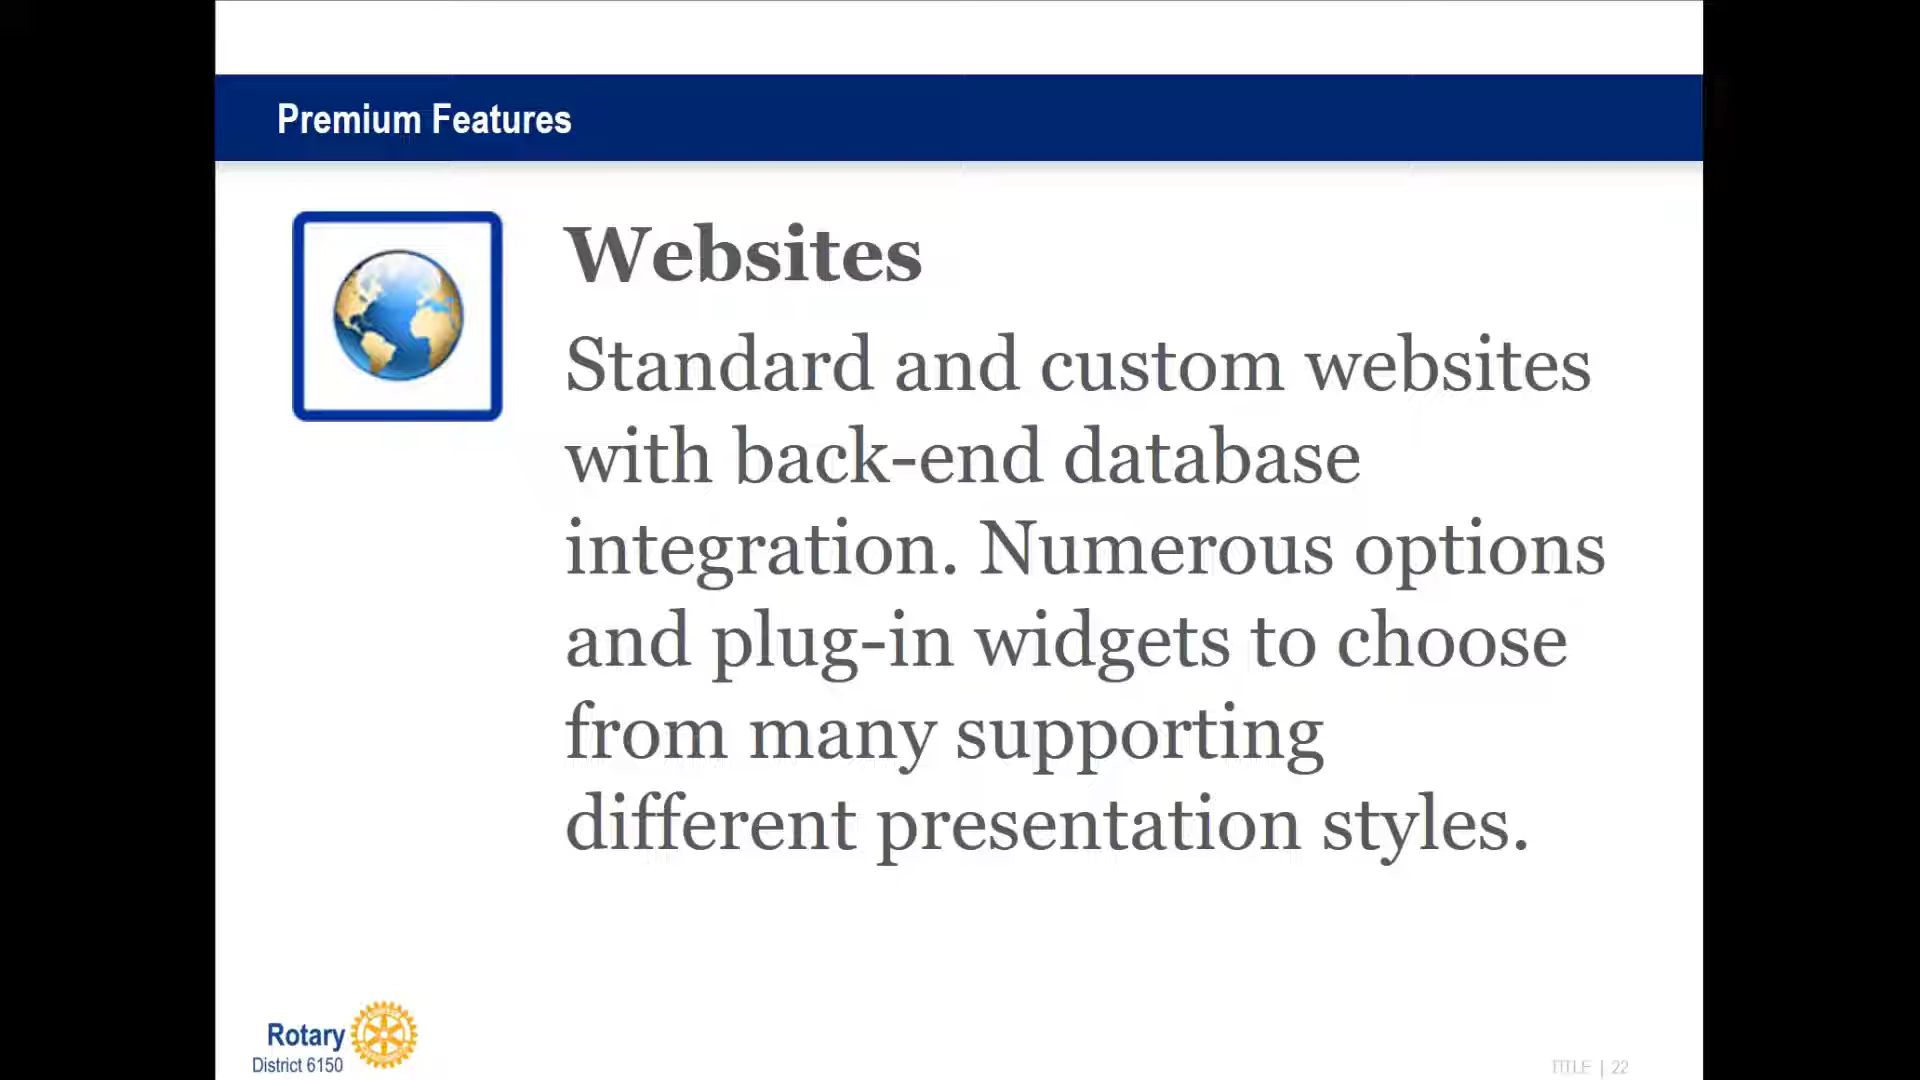 Premium Features
Websites
Standard and custom websites
with back-end database
integration. Numerous options
and plug-in widgets to choose
from many supporting
different presentation styles.
Rotary
District 6150
TITLE | 22